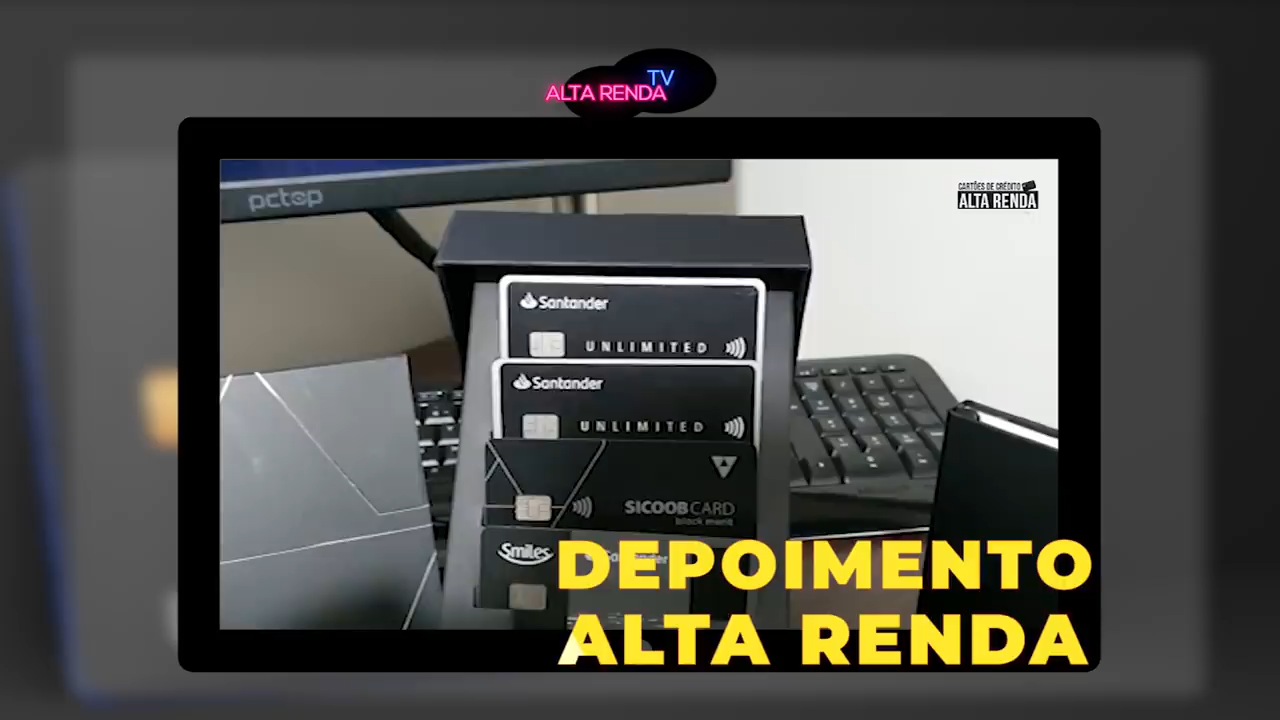 TV
ALTA RENDA
pctop
CARTÕES DE CRÉDITO
ALTA RENDA
Santander
UNLIMITED
Santander
UNLIMITED
SICOOBCARD
black merit
Smiles
Santander
DEPOIMENTO
ALTA RENDA